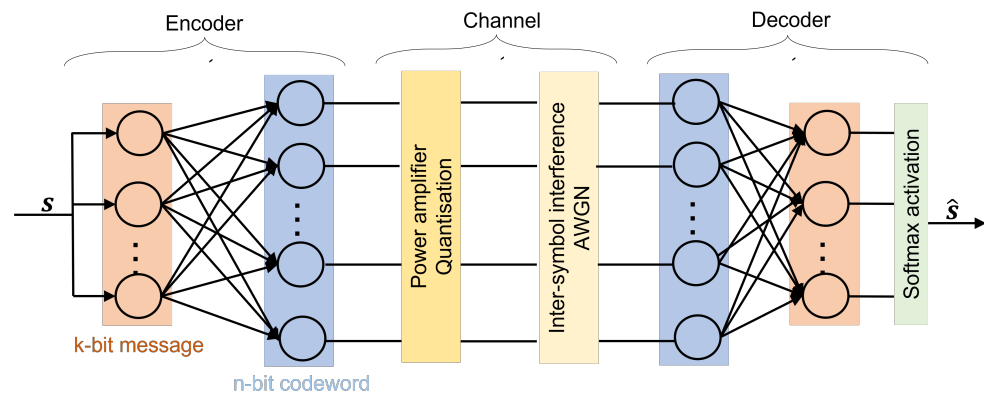 Encoder
Channel
Decoder
s
k-bit message
n-bit codeword
Power amplifier
Quantisation
Inter-symbol interference
AWGN
Softmax activation
ŝ